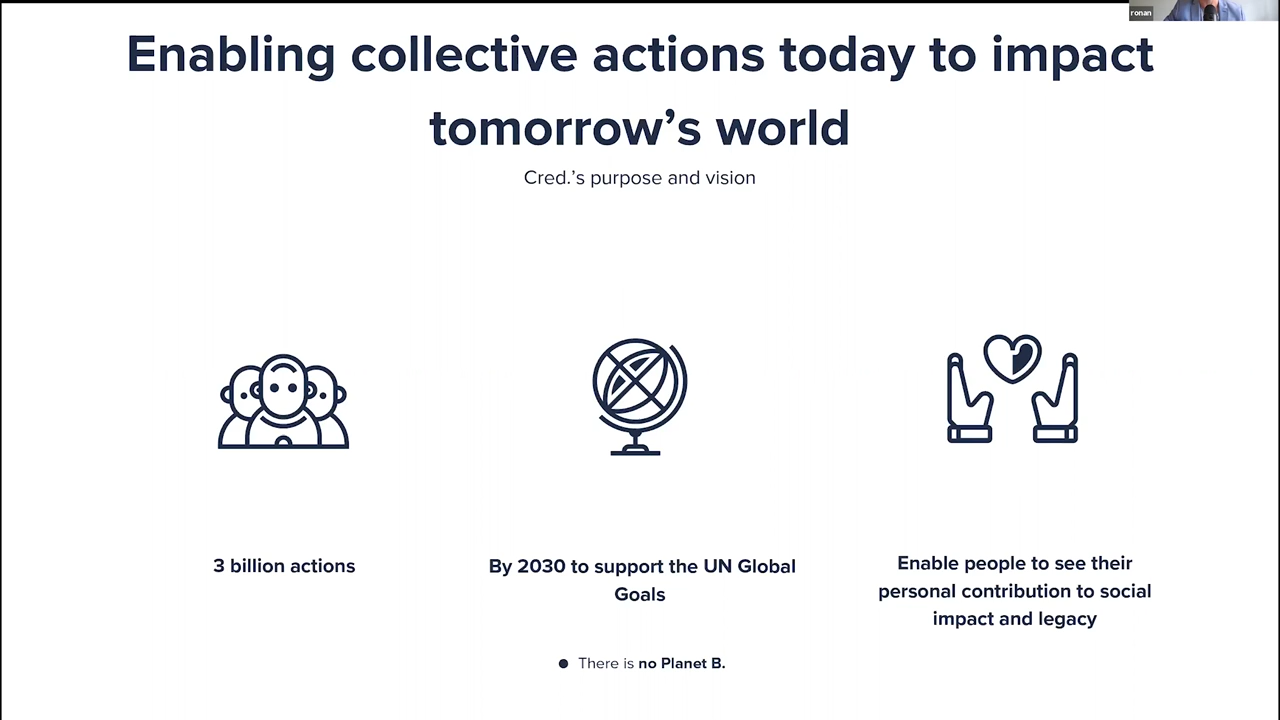 ronan
Enabling collective actions today to impact
tomorrow’s world
Cred.’s purpose and vision
3 billion actions
By 2030 to support the UN Global
Goals
Enable people to see their
personal contribution to social
impact and legacy
● There is no Planet B.